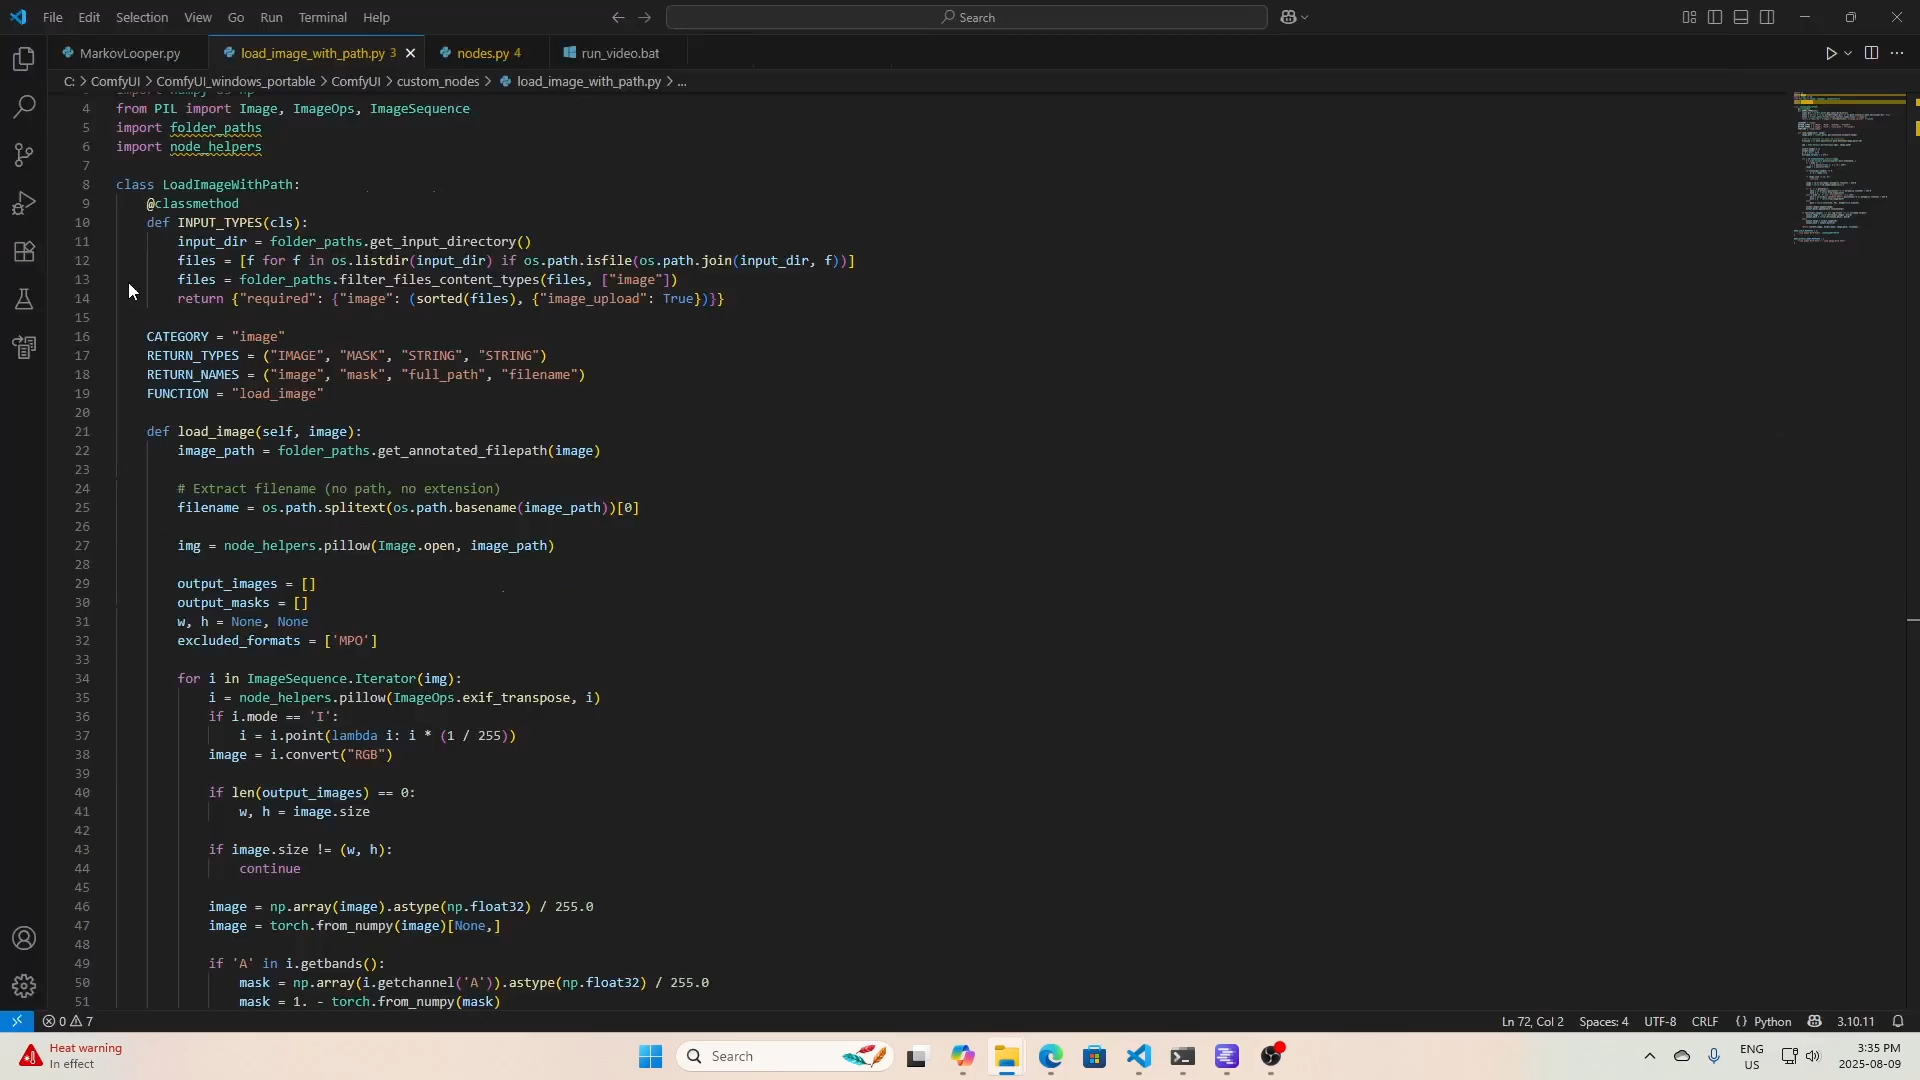 File Edit Selection View Go Run Terminal Help
Search
MarkovLooper.py
load_image_with_path.py 3
nodes.py 4
run_video.bat
C: > ComfyUI > ComfyUI_windows_portable > ComfyUI > custom_nodes > load_image_with_path.py > ...
import numpy as np
4 from PIL import Image, ImageOps, ImageSequence
5 import folder_paths
6 import node_helpers
7
8 class LoadImageWithPath:
9 @classmethod
10 def INPUT_TYPES(cls):
11 input_dir = folder_paths.get_input_directory()
12 files = [f for f in os.listdir(input_dir) if os.path.isfile(os.path.join(input_dir, f))]
13 files = folder_paths.filter_files_content_types(files, ["image"])
14 return {"required": {"image": (sorted(files), {"image_upload": True})}}
15
16 CATEGORY = "image"
17 RETURN_TYPES = ("IMAGE", "MASK", "STRING", "STRING")
18 RETURN_NAMES = ("image", "mask", "full_path", "filename")
19 FUNCTION = "load_image"
20
21 def load_image(self, image):
22 image_path = folder_paths.get_annotated_filepath(image)
23
24 # Extract filename (no path, no extension)
25 filename = os.path.splitext(os.path.basename(image_path))[0]
26
27 img = node_helpers.pillow(Image.open, image_path)
28
29 output_images = []
30 output_masks = []
31 w, h = None, None
32 excluded_formats = ['MPO']
33
34 for i in ImageSequence.Iterator(img):
35 i = node_helpers.pillow(ImageOps.exif_transpose, i)
36 if i.mode == 'I':
37 i = i.point(lambda i: i * (1 / 255))
38 image = i.convert("RGB")
39
40 if len(output_images) == 0:
41 w, h = image.size
42
43 if image.size != (w, h):
44 continue
45
46 image = np.array(image).astype(np.float32) / 255.0
47 image = torch.from_numpy(image)[None,]
48
49 if 'A' in i.getbands():
50 mask = np.array(i.getchannel('A')).astype(np.float32) / 255.0
51 mask = 1. - torch.from_numpy(mask)
0 7
Ln 72, Col 2 Spaces: 4 UTF-8 CRLF {} Python 3.10.11
Heat warning
In effect
Search
ENG
US
3:35 PM
2025-08-09